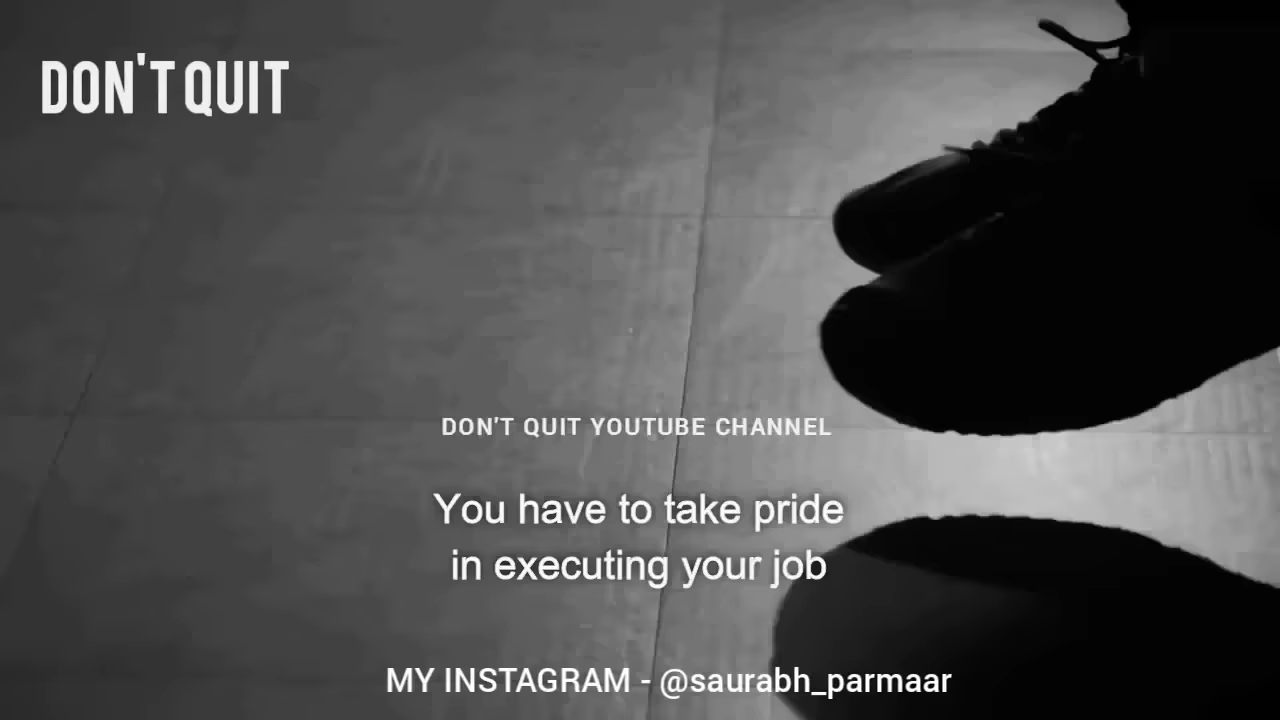 DON'T QUIT
DON'T QUIT YOUTUBE CHANNEL
You have to take pride
in executing your job
MY INSTAGRAM - @saurabh_parmaar